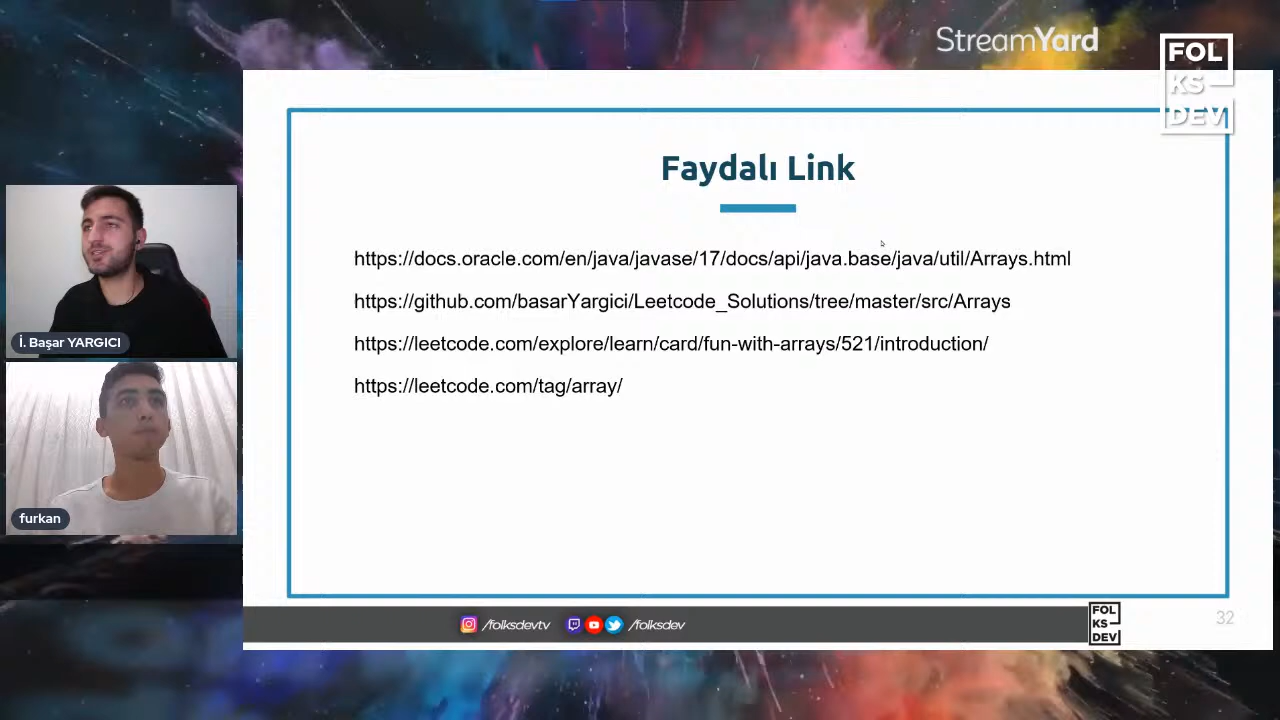 StreamYard
FOL
KS
DEV
Faydalı Link
https://docs.oracle.com/en/java/javase/17/docs/api/java.base/java/util/Arrays.html
https://github.com/basarYargici/Leetcode_Solutions/tree/master/src/Arrays
https://leetcode.com/explore/learn/card/fun-with-arrays/521/introduction/
https://leetcode.com/tag/array/
İ. Başar YARGICI
furkan
/folksdevtv
/folksdev
FOL
KS
DEV
32